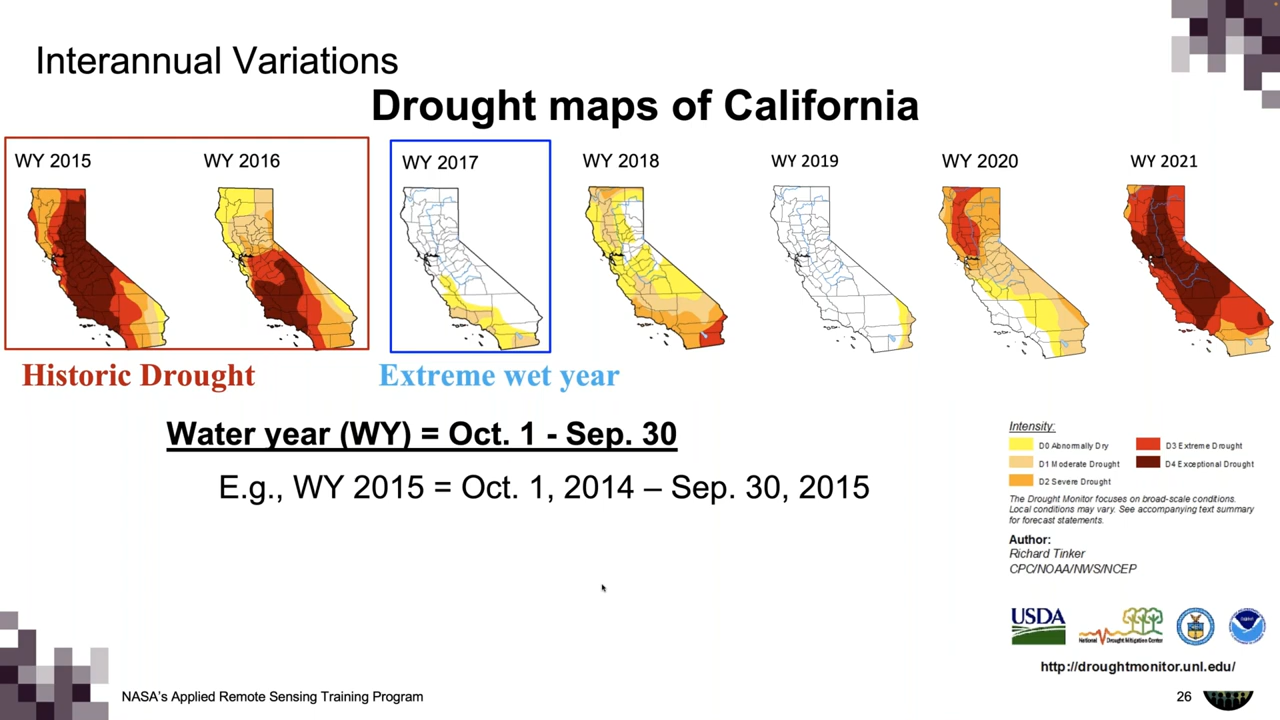 Interannual Variations
Drought maps of California
WY 2015
WY 2016
WY 2017
WY 2018
WY 2019
WY 2020
WY 2021
Historic Drought
Extreme wet year
Water year (WY) = Oct. 1 - Sep. 30
E.g., WY 2015 = Oct. 1, 2014 – Sep. 30, 2015
Intensity:
D0 Abnormally Dry
D1 Moderate Drought
D2 Severe Drought
D3 Extreme Drought
D4 Exceptional Drought
The Drought Monitor focuses on broad-scale conditions.
Local conditions may vary. See accompanying text summary
for forecast statements.
Author:
Richard Tinker
CPC/NOAA/NWS/NCEP
USDA
National Drought Mitigation Center
http://droughtmonitor.unl.edu/
NASA's Applied Remote Sensing Training Program
26